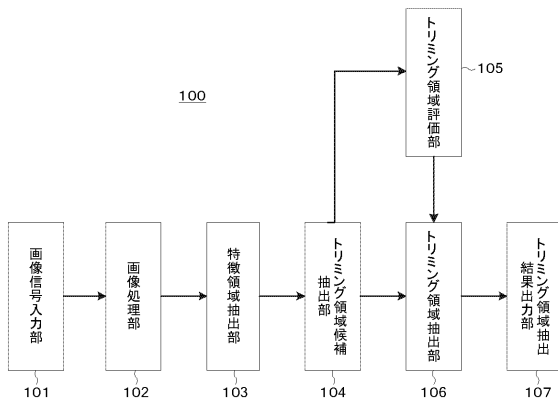 トリミング領域評価部
105
100
画像信号入力部
101
画像処理部
102
特徴領域抽出部
103
トリミング領域候補
抽出部
104
トリミング領域抽出部
106
トリミング領域抽出
結果出力部
107